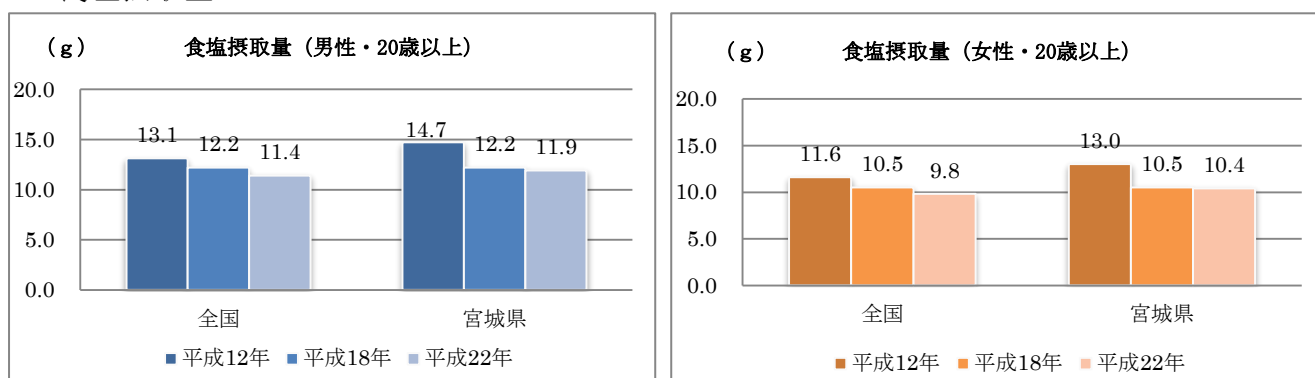 (g) 食塩摂取量(男性・20歳以上)
20.0
15.0
10.0
5.0
0.0
13.1 12.2 11.4 14.7 12.2 11.9
全国 宮城県
平成12年 平成18年 平成22年
(g) 食塩摂取量(女性・20歳以上)
20.0
15.0
10.0
5.0
0.0
11.6 10.5 9.8 13.0 10.5 10.4
全国 宮城県
平成12年 平成18年 平成22年